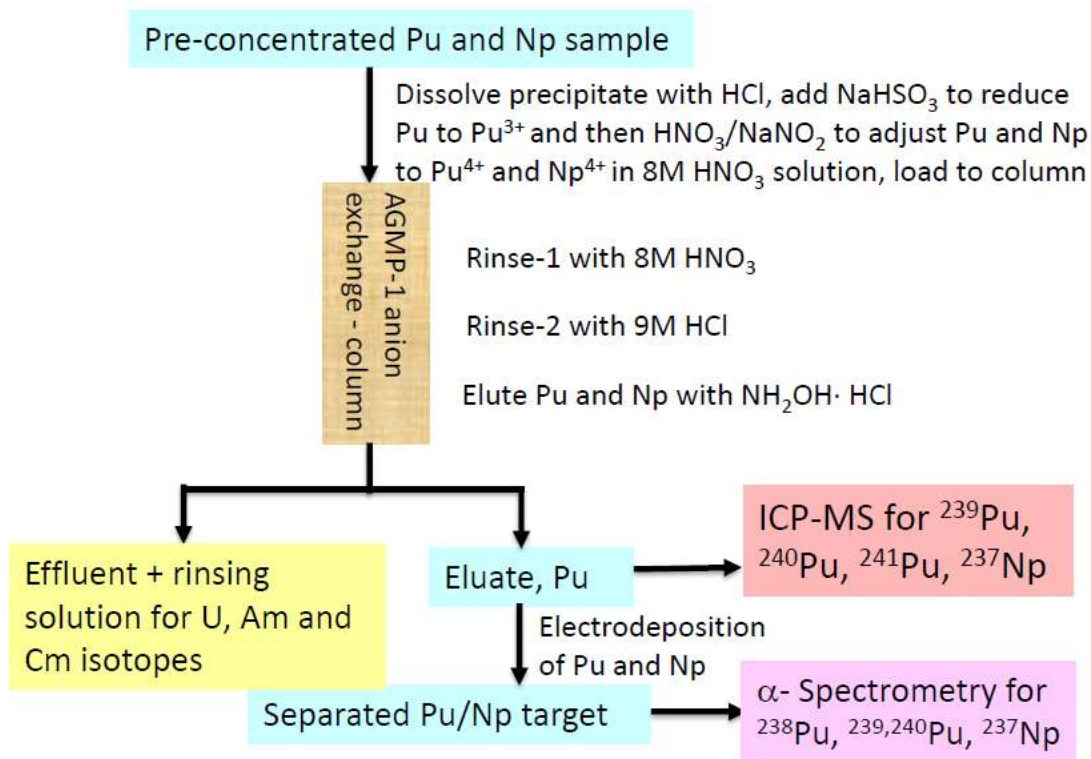 Pre-concentrated Pu and Np sample
Dissolve precipitate with HCl, add NaHSO₃ to reduce
Pu to Pu³⁺ and then HNO₃/NaNO₂ to adjust Pu and Np
to Pu⁴⁺ and Np⁴⁺ in 8M HNO₃ solution, load to column
AGMP-1 anion
exchange - column
Rinse-1 with 8M HNO₃
Rinse-2 with 9M HCl
Elute Pu and Np with NH₂OH· HCl
Effluent + rinsing
solution for U, Am and
Cm isotopes
Eluate, Pu
ICP-MS for ²³⁹Pu,
²⁴⁰Pu, ²⁴¹Pu, ²³⁷Np
Electrodeposition
of Pu and Np
Separated Pu/Np target
α- Spectrometry for
²³⁸Pu, ²³⁹,²⁴⁰Pu, ²³⁷Np